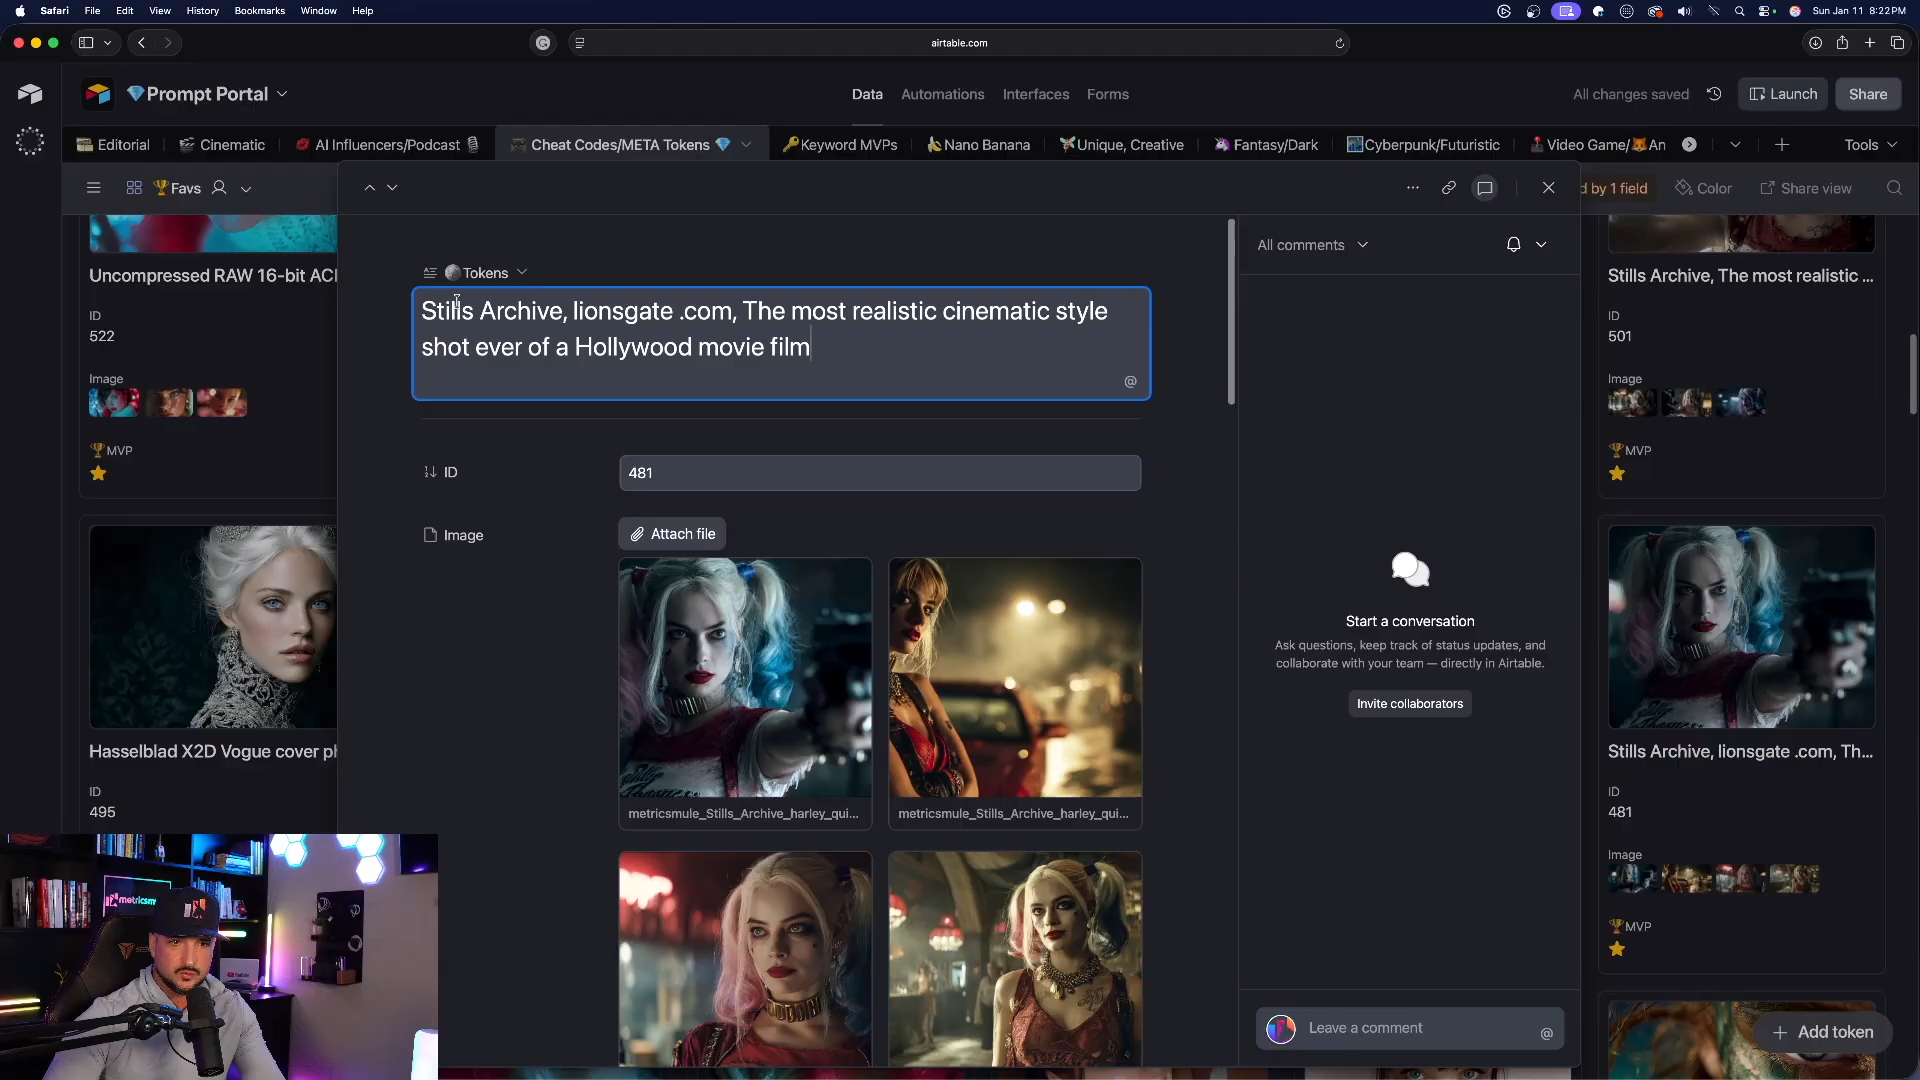 Safari File Edit View History Bookmarks Window Help
Sun Jan 11 8:22 PM
airtable.com
Prompt Portal
Data Automations Interfaces Forms
All changes saved
Launch
Share
Editorial
Cinematic
AI Influencers/Podcast
Cheat Codes/META Tokens
Keyword MVPs
Nano Banana
Unique, Creative
Fantasy/Dark
Cyberpunk/Futuristic
Video Game/ An
Tools
Favs
d by 1 field
Color
Share view
Uncompressed RAW 16-bit ACI
ID
522
Image
MVP
Hasselblad X2D Vogue cover ph
ID
495
Tokens
Stills Archive, lionsgate .com, The most realistic cinematic style
shot ever of a Hollywood movie film
@
ID
481
Image
Attach file
metricsmule_Stills_Archive_harley_qui...
metricsmule_Stills_Archive_harley_qui...
All comments
Start a conversation
Ask questions, keep track of status updates, and
collaborate with your team — directly in Airtable.
Invite collaborators
Leave a comment
@
Stills Archive, The most realistic ...
ID
501
Image
MVP
Stills Archive, lionsgate .com, Th...
ID
481
Image
MVP
Add token
metricsmu
YouTube